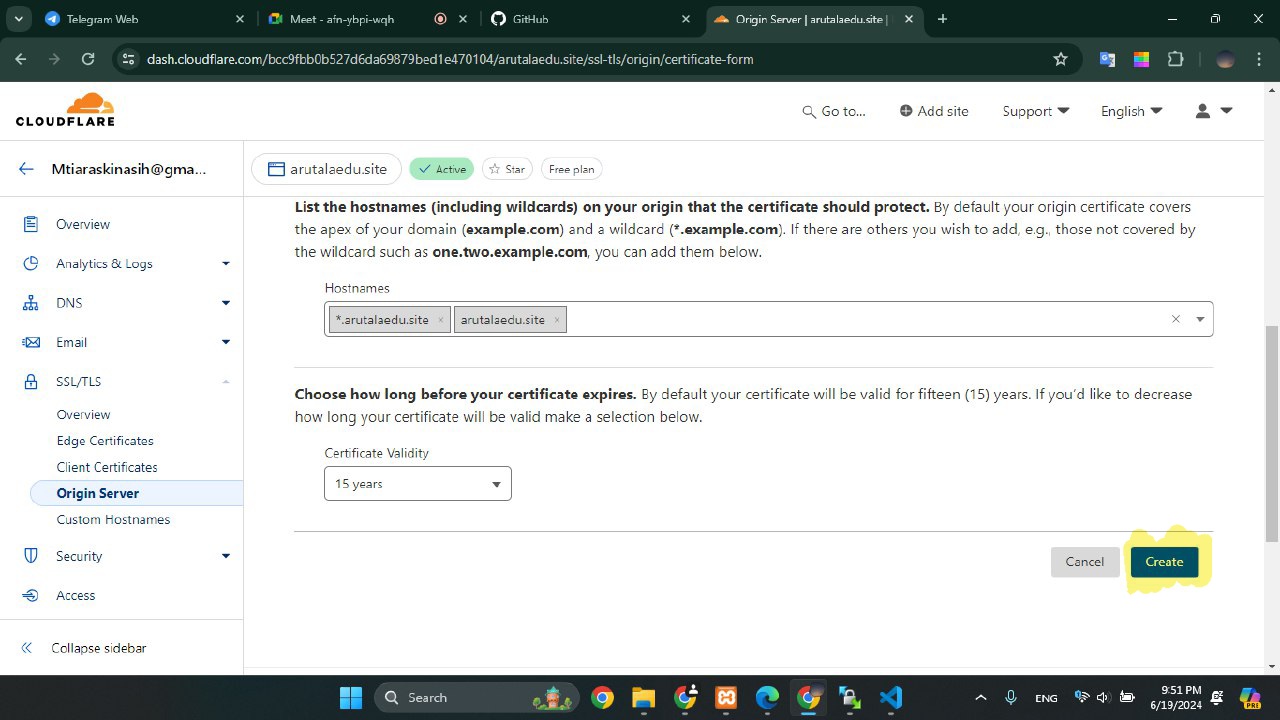 Telegram Web
Meet - afn-ybpi-wqh
GitHub
Origin Server | arutalaedu.site |
dash.cloudflare.com/bcc9fbb0b527d6da69879bed1e470104/arutalaedu.site/ssl-tls/origin/certificate-form
CLOUDFLARE
Go to...
Add site
Support
English
Mtiaraskinasih@gma...
arutalaedu.site
Active
Star
Free plan
Overview
Analytics & Logs
DNS
Email
SSL/TLS
Overview
Edge Certificates
Client Certificates
Origin Server
Custom Hostnames
Security
Access
Collapse sidebar
List the hostnames (including wildcards) on your origin that the certificate should protect. By default your origin certificate covers
the apex of your domain (example.com) and a wildcard (*.example.com). If there are others you wish to add, e.g., those not covered by
the wildcard such as one.two.example.com, you can add them below.
Hostnames
*.arutalaedu.site × arutalaedu.site ×
Choose how long before your certificate expires. By default your certificate will be valid for fifteen (15) years. If you'd like to decrease
how long your certificate will be valid make a selection below.
Certificate Validity
15 years
Cancel
Create
Search
ENG
9:51 PM
6/19/2024
PRE